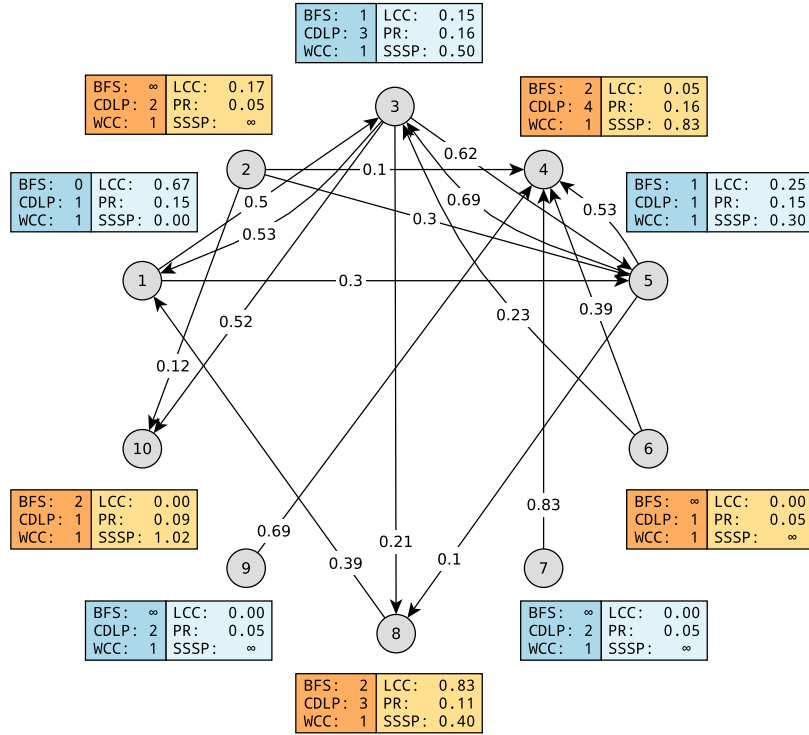 BFS: 1 LCC: 0.15
CDLP: 3 PR: 0.16
WCC: 1 SSSP: 0.50
BFS: ∞ LCC: 0.17
CDLP: 2 PR: 0.05
WCC: 1 SSSP: ∞
BFS: 2 LCC: 0.05
CDLP: 4 PR: 0.16
WCC: 1 SSSP: 0.83
3
0.62
2
0.1
4
BFS: 0 LCC: 0.67
CDLP: 1 PR: 0.15
WCC: 1 SSSP: 0.00
BFS: 1 LCC: 0.25
CDLP: 1 PR: 0.15
WCC: 1 SSSP: 0.30
0.5
0.69
0.53
0.3
0.53
1
0.3
5
0.52
0.23
0.39
0.12
10
6
BFS: 2 LCC: 0.00
CDLP: 1 PR: 0.09
WCC: 1 SSSP: 1.02
BFS: ∞ LCC: 0.00
CDLP: 1 PR: 0.05
WCC: 1 SSSP: ∞
0.83
0.69
0.21
0.39
0.1
9
7
BFS: ∞ LCC: 0.00
CDLP: 2 PR: 0.05
WCC: 1 SSSP: ∞
8
BFS: ∞ LCC: 0.00
CDLP: 2 PR: 0.05
WCC: 1 SSSP: ∞
BFS: 2 LCC: 0.83
CDLP: 3 PR: 0.11
WCC: 1 SSSP: 0.40